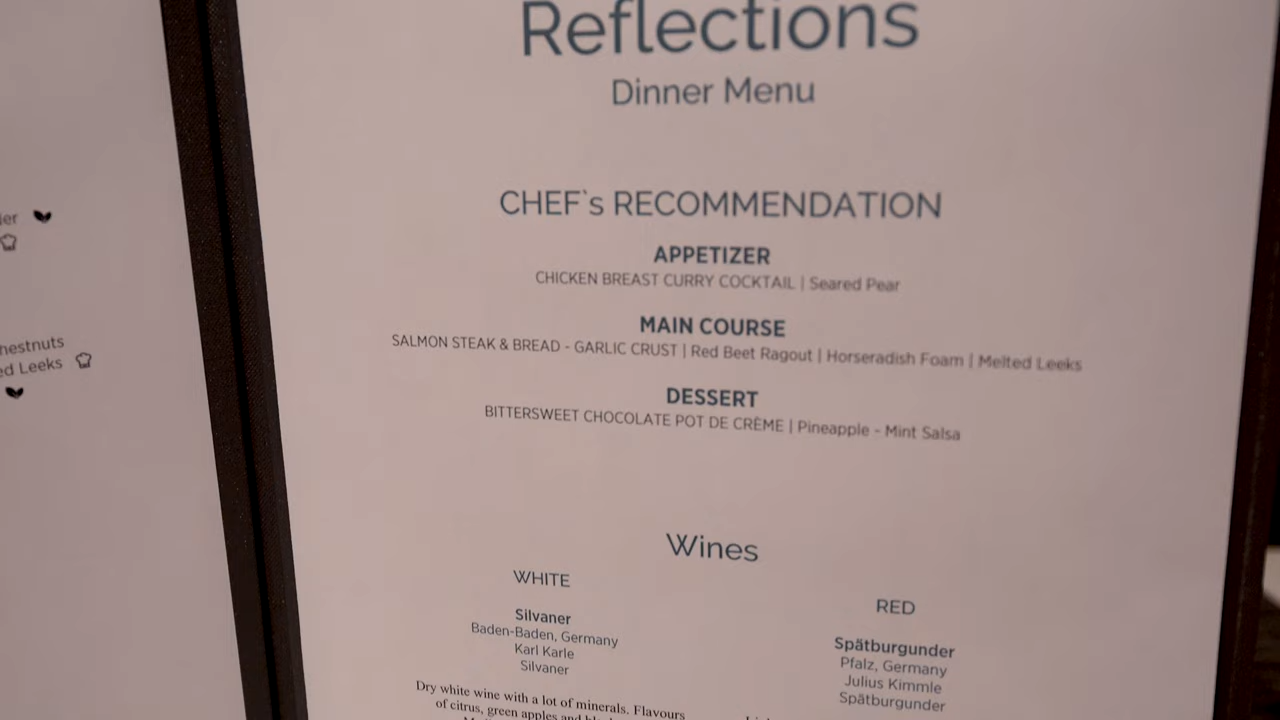 Reflections
Dinner Menu
CHEF`s RECOMMENDATION
APPETIZER
CHICKEN BREAST CURRY COCKTAIL | Seared Pear
MAIN COURSE
SALMON STEAK & BREAD - GARLIC CRUST | Red Beet Ragout | Horseradish Foam | Melted Leeks
DESSERT
BITTERSWEET CHOCOLATE POT DE CRÈME | Pineapple - Mint Salsa
Wines
WHITE
Silvaner
Baden-Baden, Germany
Karl Karle
Silvaner
Dry white wine with a lot of minerals. Flavours
of citrus, green apples and
RED
Spätburgunder
Pfalz, Germany
Julius Kimmle
Spätburgunder
Leeks